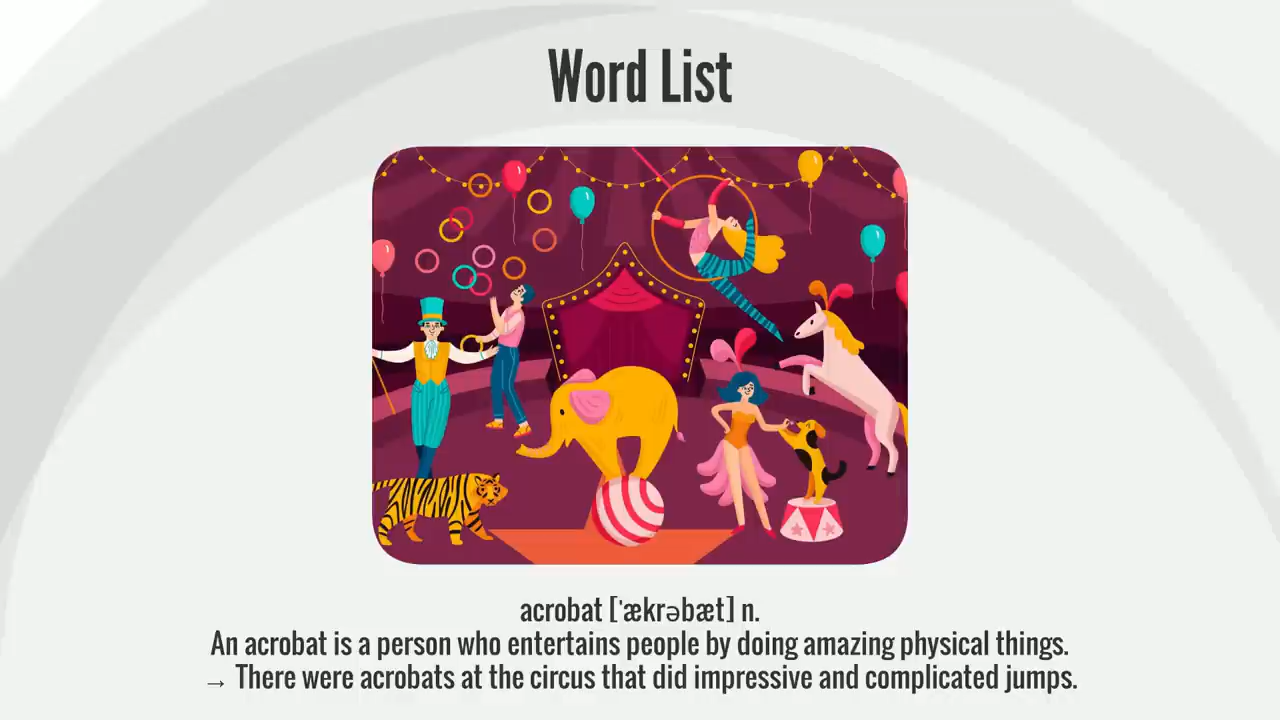 Word List
acrobat [ˈækrəbæt] n.
An acrobat is a person who entertains people by doing amazing physical things.
→ There were acrobats at the circus that did impressive and complicated jumps.